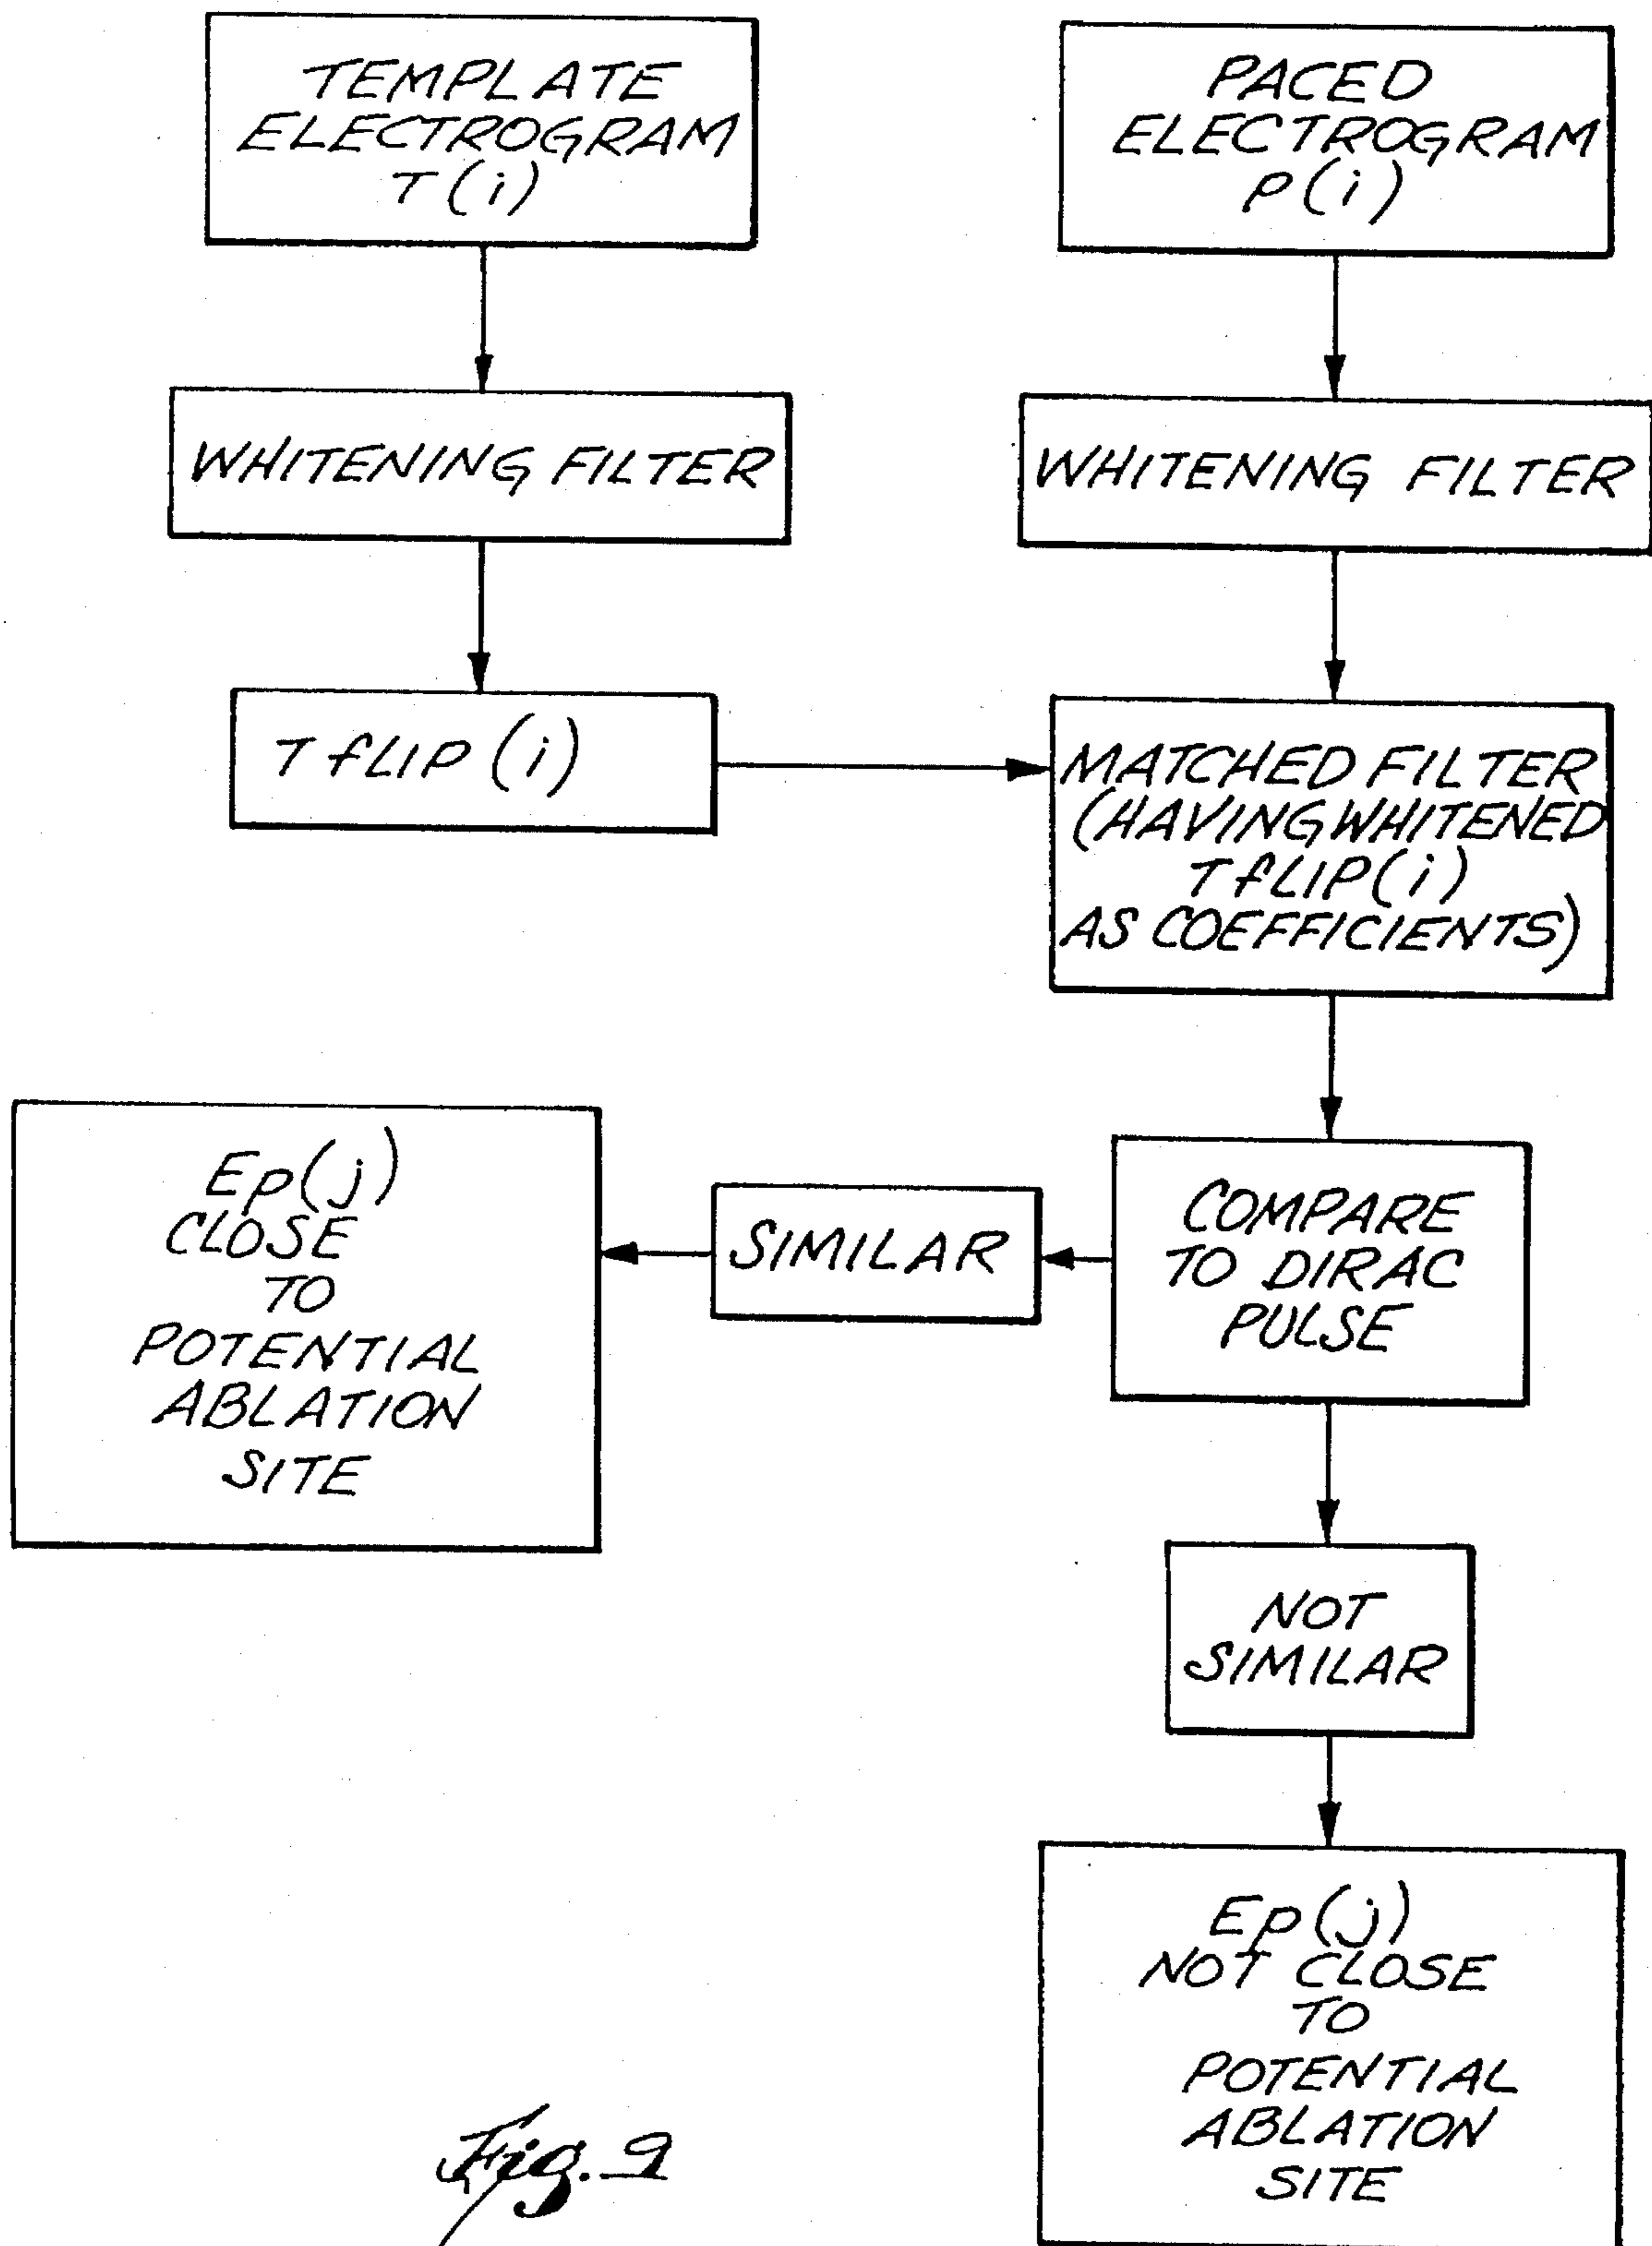 TEMPLATE
ELECTROGRAM
T(i)
PACED
ELECTROGRAM
P(i)
WHITENING FILTER
WHITENING FILTER
T fLIP (i)
MATCHED FILTER
(HAVING WHITENED
T fLIP(i)
AS COEFFICIENTS)
Ep(j)
CLOSE
TO
POTENTIAL
ABLATION
SITE
SIMILAR
COMPARE
TO DIRAC
PULSE
NOT
SIMILAR
Ep(j)
NOT CLOSE
TO
POTENTIAL
ABLATION
SITE
Fig. 9